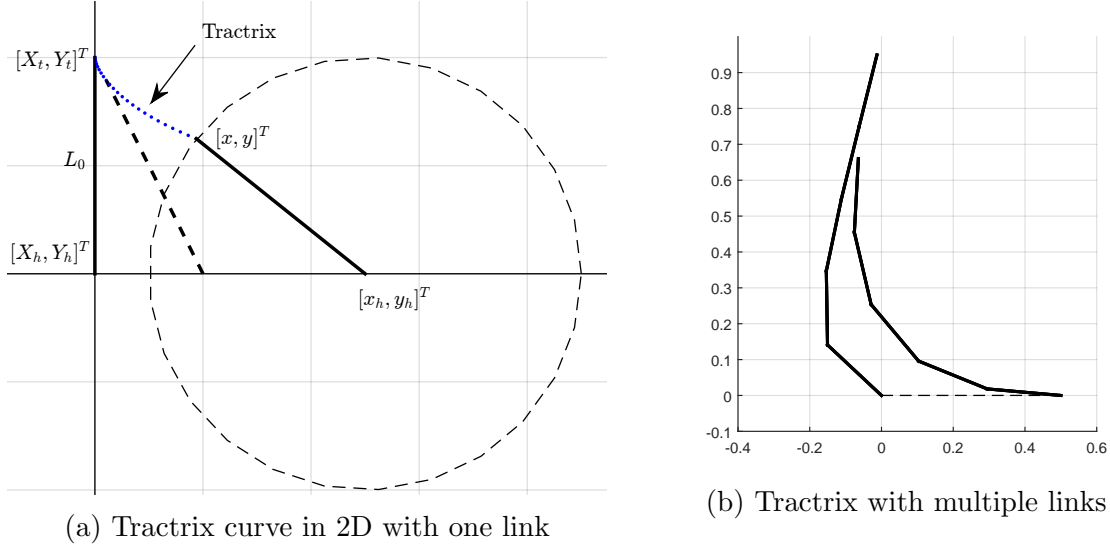 Tractrix
[X_t, Y_t]^T
[x, y]^T
L_0
[X_h, Y_h]^T
[x_h, y_h]^T
(a) Tractrix curve in 2D with one link
0.9
0.8
0.7
0.6
0.5
0.4
0.3
0.2
0.1
0
-0.1
-0.4 -0.2 0 0.2 0.4 0.6
(b) Tractrix with multiple links